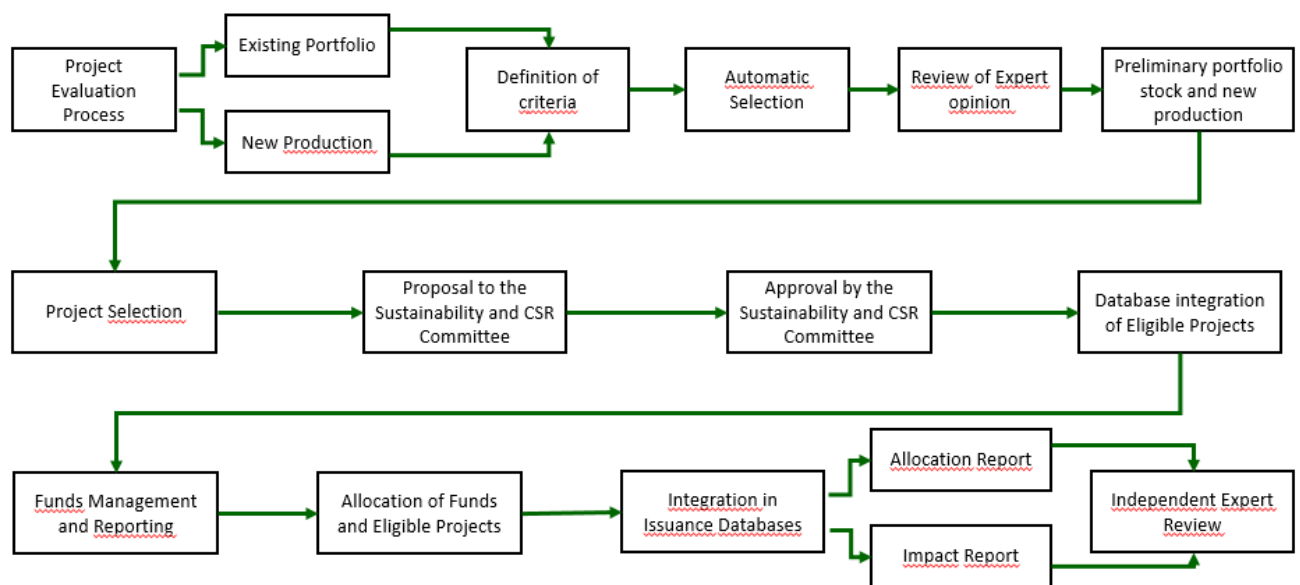 Project
Evaluation
Process
Existing Portfolio
New Production
Definition of
criteria
Automatic
Selection
Review of Expert
opinion
Preliminary portfolio
stock and new
production
Project Selection
Proposal to the
Sustainability and CSR
Committee
Approval by the
Sustainability and CSR
Committee
Database integration
of Eligible Projects
Funds Management
and Reporting
Allocation of Funds
and Eligible Projects
Integration in
Issuance Databases
Allocation Report
Impact Report
Independent Expert
Review